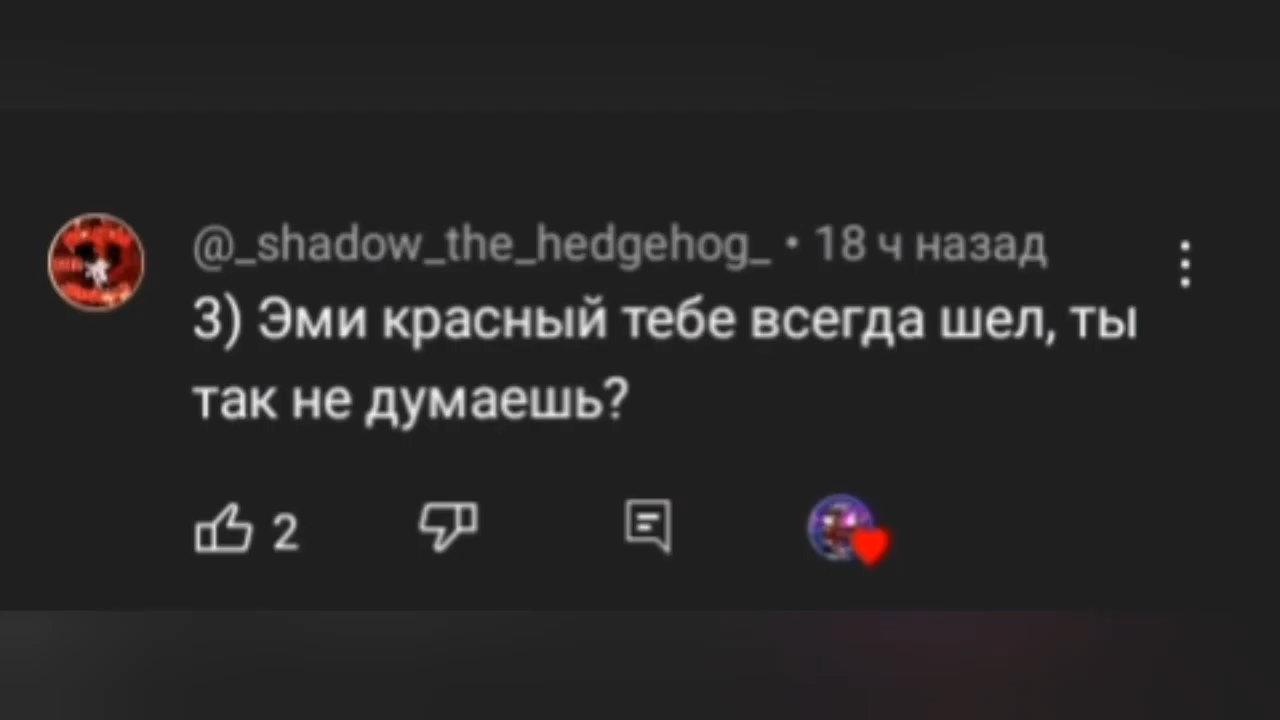 @_shadow_the_hedgehog_ • 18 ч назад
3) Эми красный тебе всегда шел, ты
так не думаешь?
2